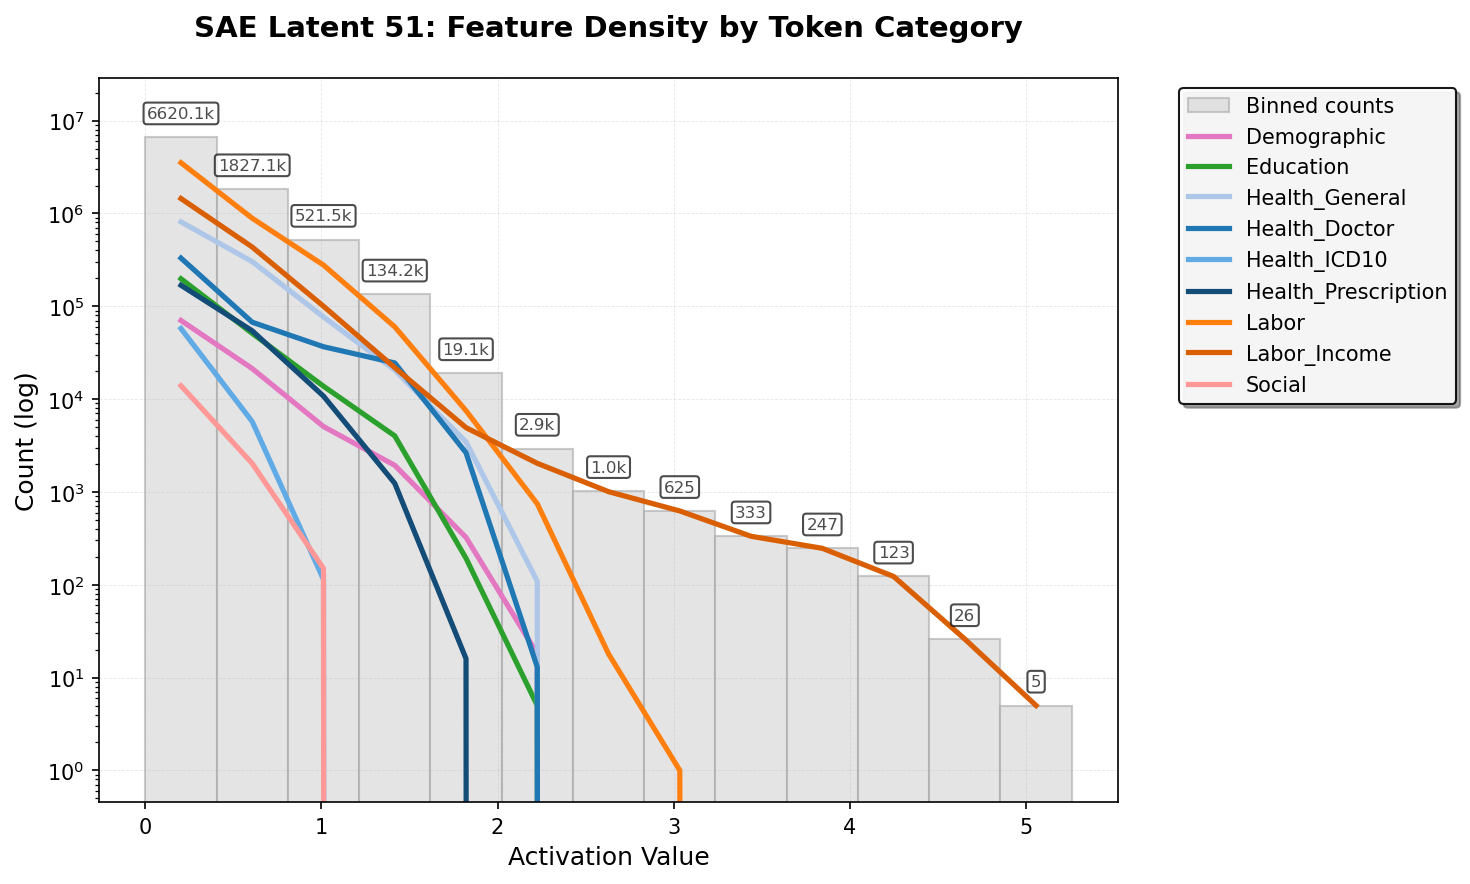 SAE Latent 51: Feature Density by Token Category
Count (log)
10⁷
10⁶
10⁵
10⁴
10³
10²
10¹
10⁰
6620.1k
1827.1k
521.5k
134.2k
19.1k
2.9k
1.0k
625
333
247
123
26
5
0 1 2 3 4 5
Activation Value
Binned counts
Demographic
Education
Health_General
Health_Doctor
Health_ICD10
Health_Prescription
Labor
Labor_Income
Social